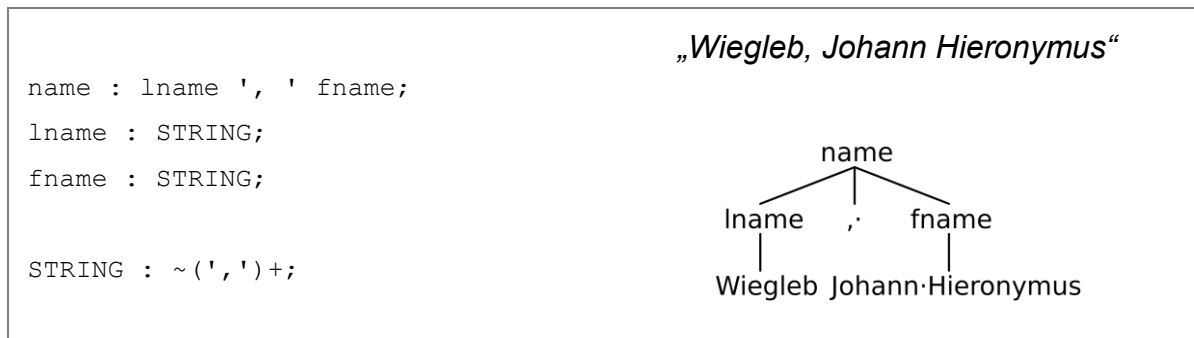 „Wiegleb, Johann Hieronymus“
name : lname ', ' fname;
lname : STRING;
fname : STRING;
STRING : ~(',')+;
name
lname ,· fname
Wiegleb Johann·Hieronymus